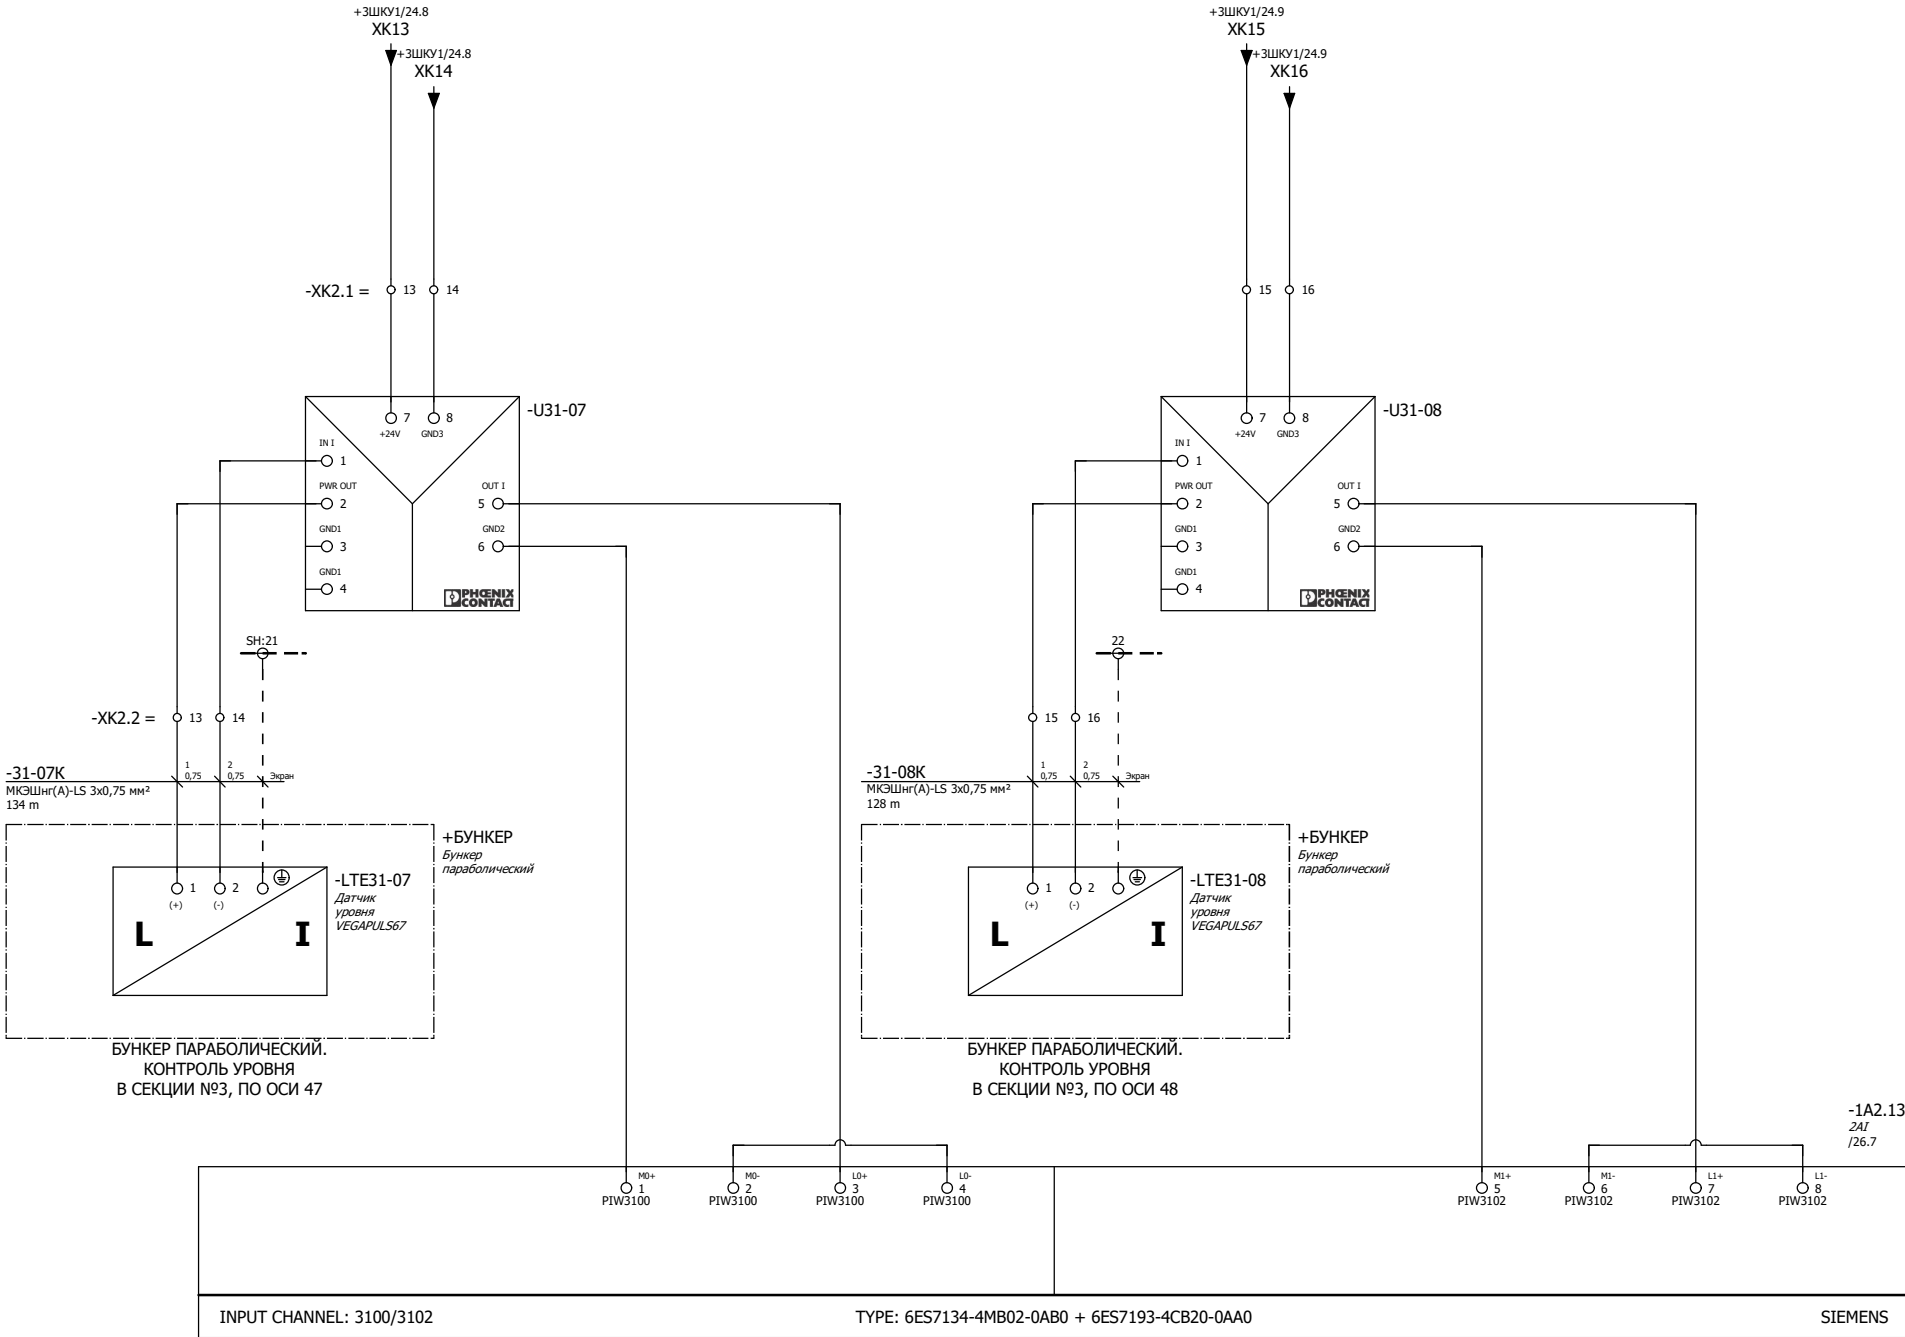 +3ШКУ1/24.8
XK13
+3ШКУ1/24.8
XK14
+3ШКУ1/24.9
XK15
+3ШКУ1/24.9
XK16
-XK2.1 =
13
14
15
16
-U31-07
7
8
+24V
GND3
IN I
1
PWR OUT
2
GND1
3
GND1
4
OUT I
5
GND2
6
PHŒNIX
CONTACT
-U31-08
7
8
+24V
GND3
IN I
1
PWR OUT
2
GND1
3
GND1
4
OUT I
5
GND2
6
PHŒNIX
CONTACT
SH:21
22
-XK2.2 =
13
14
15
16
-31-07К
МКЭШнг(А)-LS 3x0,75 мм²
134 m
1
0,75
2
0,75
Экран
-31-08К
МКЭШнг(А)-LS 3x0,75 мм²
128 m
1
0,75
2
0,75
Экран
+БУНКЕР
Бункер
параболический
1
2
(+)
(-)
L
I
-LTE31-07
Датчик
уровня
VEGAPULS67
БУНКЕР ПАРАБОЛИЧЕСКИЙ.
КОНТРОЛЬ УРОВНЯ
В СЕКЦИИ №3, ПО ОСИ 47
+БУНКЕР
Бункер
параболический
1
2
(+)
(-)
L
I
-LTE31-08
Датчик
уровня
VEGAPULS67
БУНКЕР ПАРАБОЛИЧЕСКИЙ.
КОНТРОЛЬ УРОВНЯ
В СЕКЦИИ №3, ПО ОСИ 48
-1A2.13
2AI
/26.7
M0+
1
PIW3100
M0-
2
PIW3100
L0+
3
PIW3100
L0-
4
PIW3100
M1+
5
PIW3102
M1-
6
PIW3102
L1+
7
PIW3102
L1-
8
PIW3102
INPUT CHANNEL: 3100/3102
TYPE: 6ES7134-4MB02-0AB0 + 6ES7193-4CB20-0AA0
SIEMENS